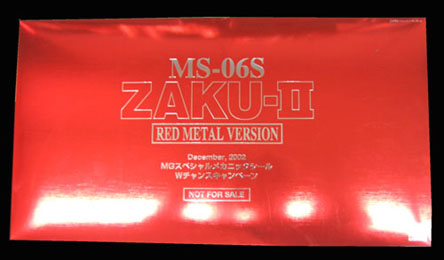 MS-06S
ZAKU-II
RED METAL VERSION
December, 2002
MGスペシャルメカニックツール
Wチャンスキャンペーン
NOT FOR SALE